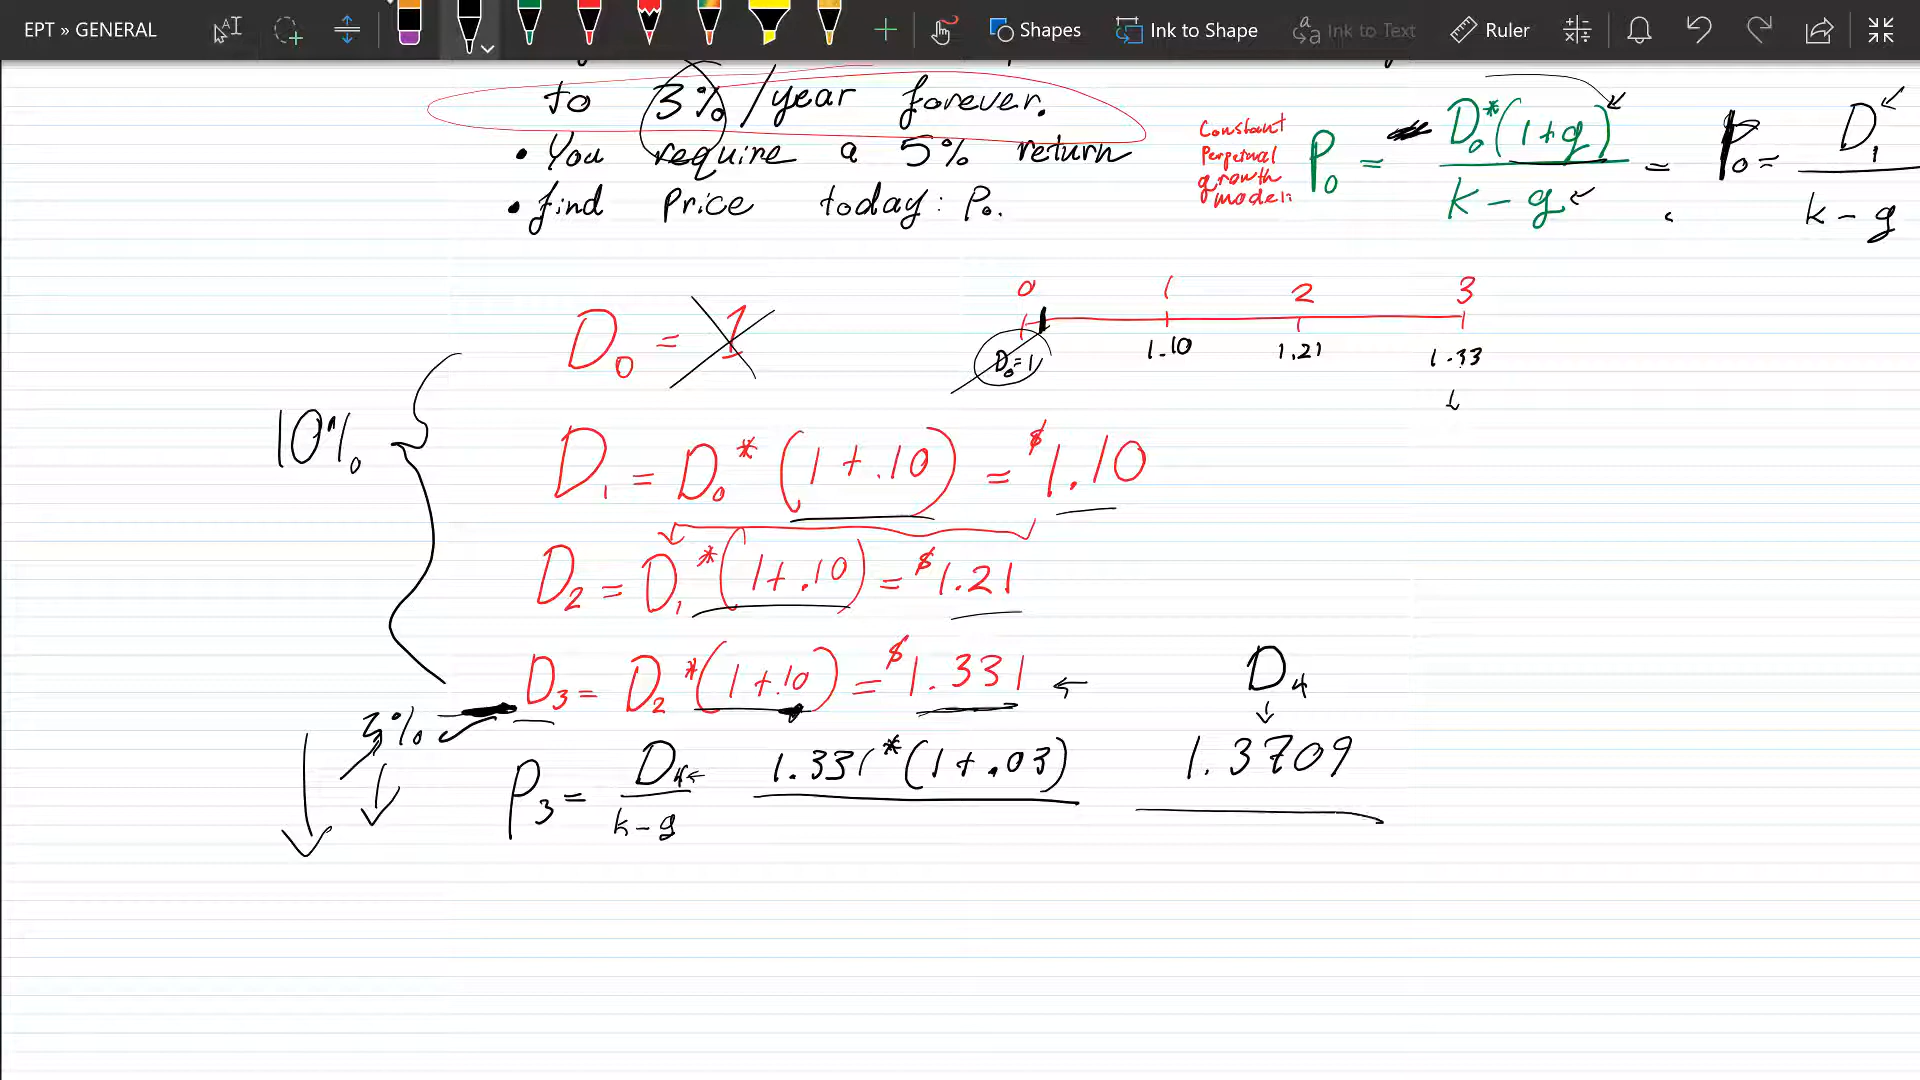 EPT » GENERAL
Shapes
Ink to Shape
Ink to Text
Ruler
to 3%/year forever.
• You require a 5% return
• find Price today: P₀.
Constant
Perpetual
growth
model:
P₀ = D₀*(1+g) / k-g = P₀ = D₁ / k-g
0 1 2 3
D₀=1 1.10 1.21 1.33
D₀ = 1
10%
D₁ = D₀*(1+.10) = $1.10
D₂ = D₁*(1+.10) = $1.21
D₃ = D₂*(1+.10) = $1.331
D₄
3%
P₃ = D₄ / k-g 1.331*(1+.03) 1.3709